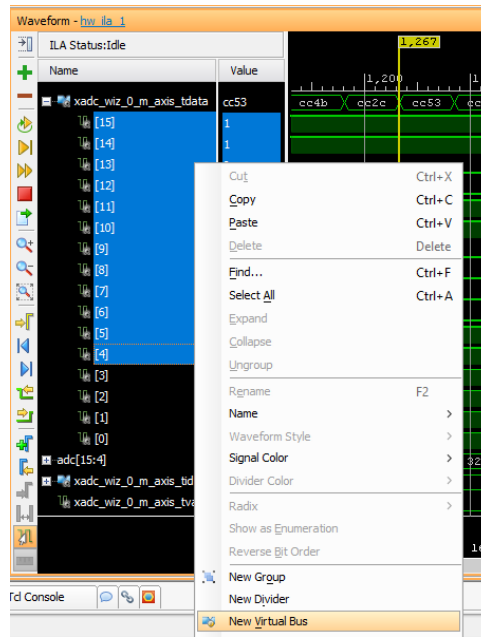 Waveform - hw_ila_1
ILA Status:Idle
1,267
Name Value
1,200
xadc_wiz_0_m_axis_tdata cc53 cc4b cc2c cc53 cc
[15] 1
[14] 1
[13]
[12]
[11]
[10]
[9]
[8]
[7]
[6]
[5]
[4]
[3]
[2]
[1]
[0]
adc[15:4] 32
xadc_wiz_0_m_axis_tid
xadc_wiz_0_m_axis_tva
Cut Ctrl+X
Copy Ctrl+C
Paste Ctrl+V
Delete Delete
Find... Ctrl+F
Select All Ctrl+A
Expand
Collapse
Ungroup
Rename F2
Name
Waveform Style
Signal Color
Divider Color
Radix
Show as Enumeration
Reverse Bit Order
New Group
New Divider
New Virtual Bus
Tcl Console